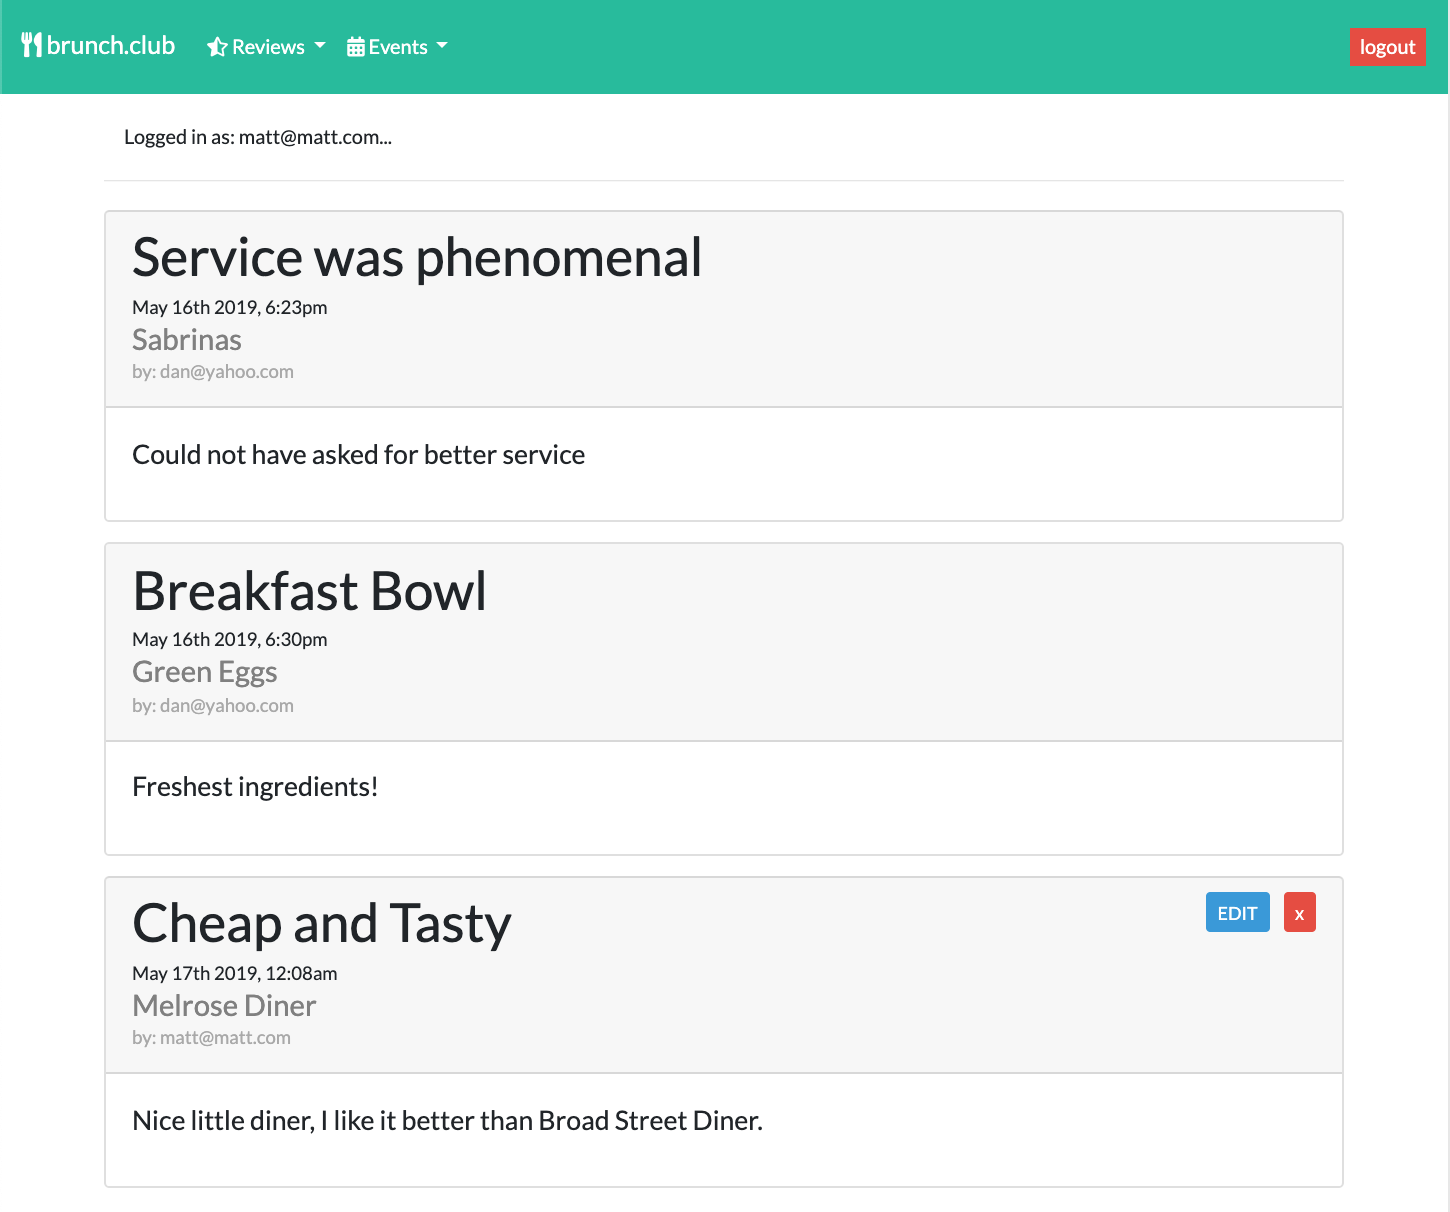 brunch.club Reviews Events logout
Logged in as: matt@matt.com...
Service was phenomenal
May 16th 2019, 6:23pm
Sabrinas
by: dan@yahoo.com
Could not have asked for better service
Breakfast Bowl
May 16th 2019, 6:30pm
Green Eggs
by: dan@yahoo.com
Freshest ingredients!
Cheap and Tasty EDIT x
May 17th 2019, 12:08am
Melrose Diner
by: matt@matt.com
Nice little diner, I like it better than Broad Street Diner.